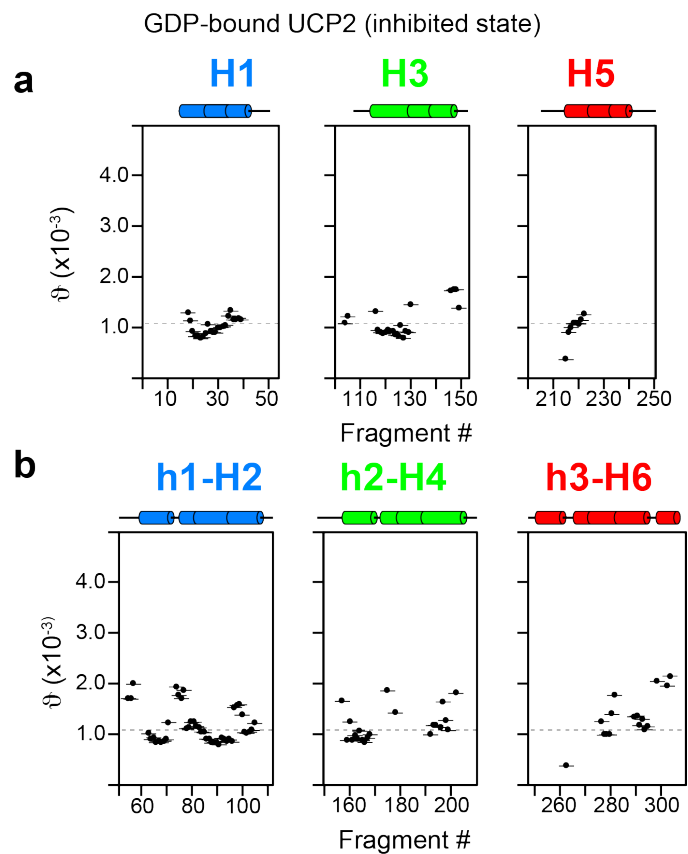 GDP-bound UCP2 (inhibited state)
a
H1 H3 H5
4.0
3.0
2.0
1.0
ϑ (x10⁻³)
10 30 50 110 130 150 210 230 250
Fragment #
b
h1-H2 h2-H4 h3-H6
4.0
3.0
2.0
1.0
ϑ (x10⁻³⁾
60 80 100 160 180 200 260 280 300
Fragment #